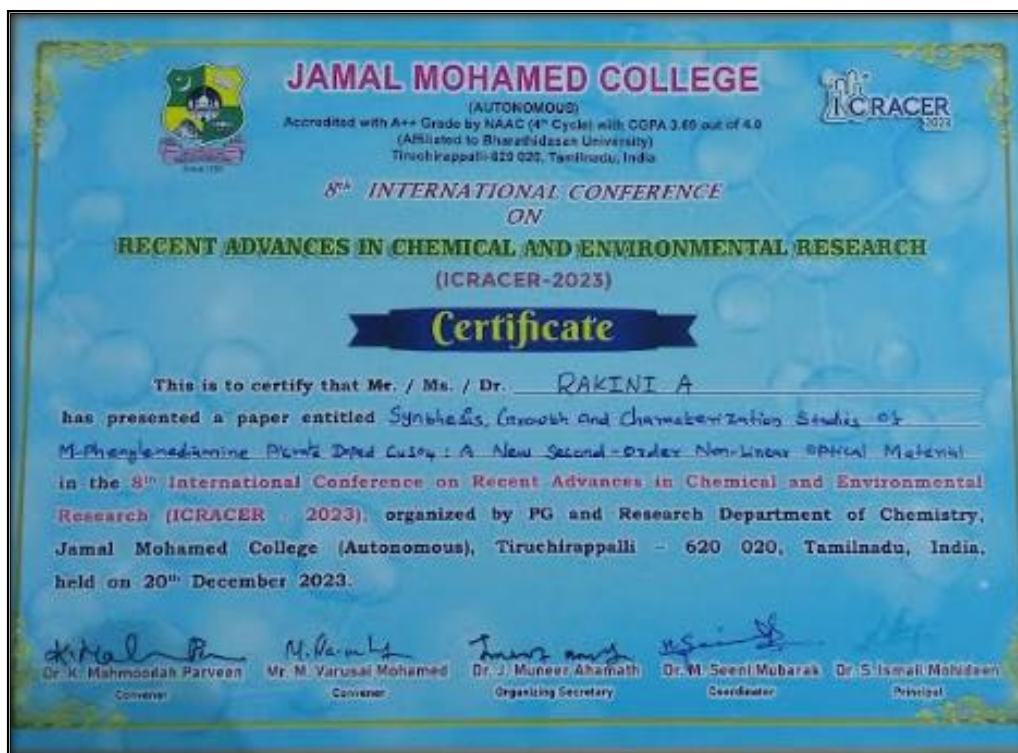 JAMAL MOHAMED COLLEGE
(AUTONOMOUS)
Accredited with A++ Grade by NAAC (4th Cycle) with CGPA 3.69 out of 4.0
(Affiliated to Bharathidasan University)
Tiruchirappalli-620 020, Tamilnadu, India
ICRACER
2023
8th INTERNATIONAL CONFERENCE
ON
RECENT ADVANCES IN CHEMICAL AND ENVIRONMENTAL RESEARCH
(ICRACER-2023)
Certificate
This is to certify that Mr. / Ms. / Dr. RAKINI A
has presented a paper entitled Synthesis, Growth And Characterization Studies Of
M-Phenylenediamine Picrate Doped CuSO4 : A New Second-Order Non-Linear Optical Material
in the 8th International Conference on Recent Advances in Chemical and Environmental
Research (ICRACER - 2023), organized by PG and Research Department of Chemistry,
Jamal Mohamed College (Autonomous), Tiruchirappalli – 620 020, Tamilnadu, India,
held on 20th December 2023.
Dr. K. Mahmoodah Parveen Mr. M. Varusai Mohamed Dr. J. Muneer Ahamath Dr. M. Seeni Mubarak Dr. S. Ismail Mohideen
Convener Convener Organizing Secretary Coordinator Principal